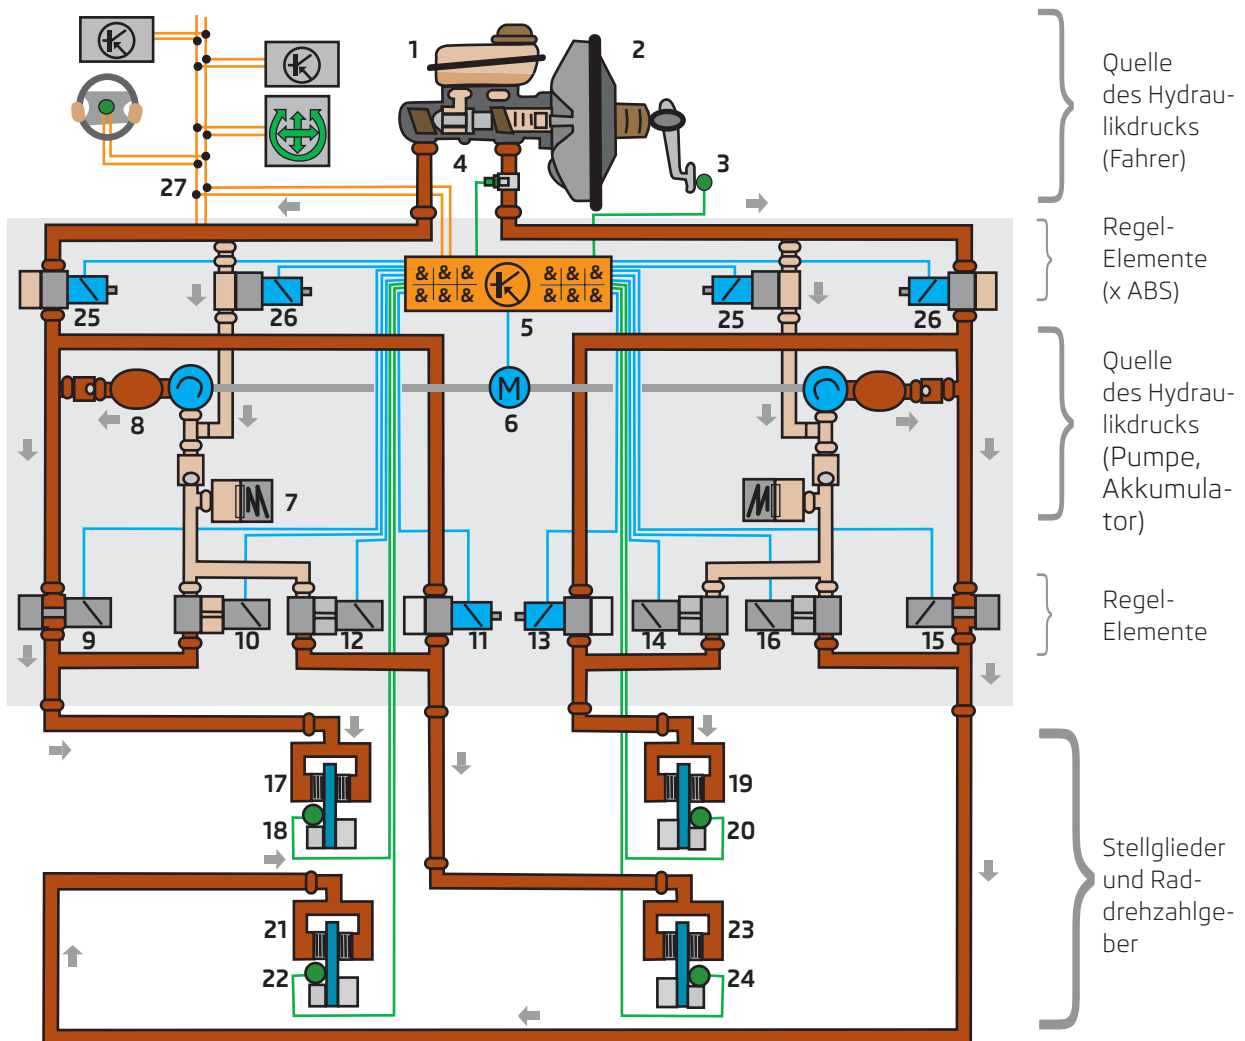 1
2
3
4
27
Quelle
des Hydrau-
likdrucks
(Fahrer)
Regel-
Elemente
(x ABS)
& & & & & &
& & & & & &
25
26
5
25
26
Quelle
des Hydrau-
likdrucks
(Pumpe,
Akkumula-
tor)
M
8
6
7
Regel-
Elemente
9
10
12
11
13
14
16
15
17
19
18
20
Stellglieder
und Rad-
drehzahlge-
ber
21
23
22
24